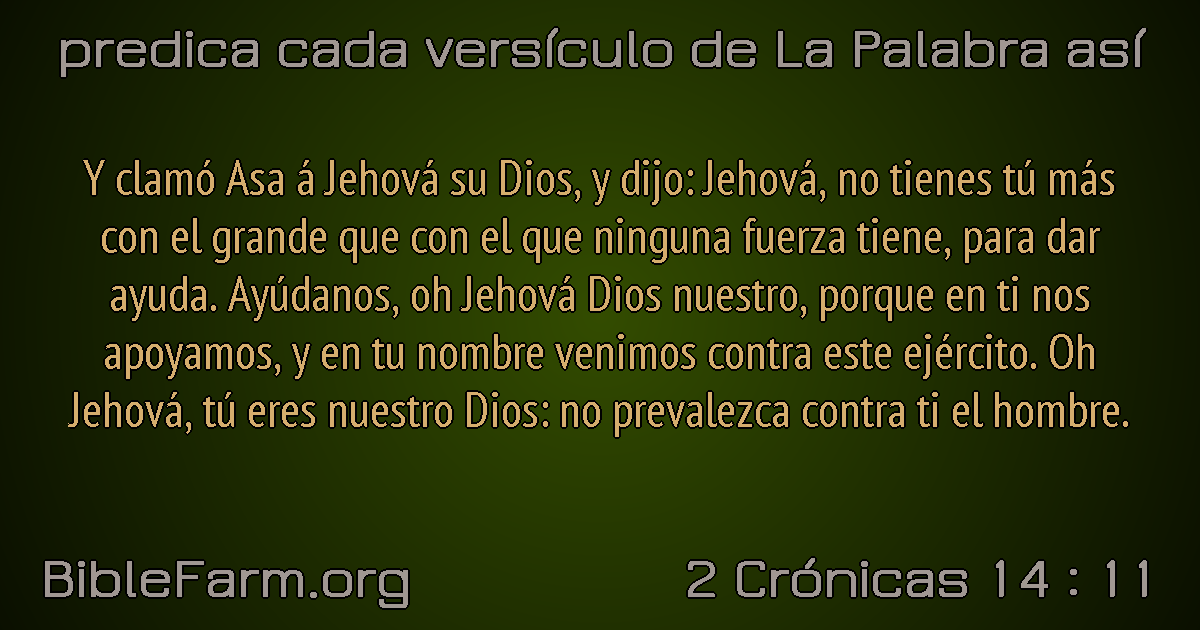 predica cada versículo de La Palabra así
Y clamó Asa á Jehová su Dios, y dijo: Jehová, no tienes tú más
con el grande que con el que ninguna fuerza tiene, para dar
ayuda. Ayúdanos, oh Jehová Dios nuestro, porque en ti nos
apoyamos, y en tu nombre venimos contra este ejército. Oh
Jehová, tú eres nuestro Dios: no prevalezca contra ti el hombre.
BibleFarm.org
2 Crónicas 14 : 11